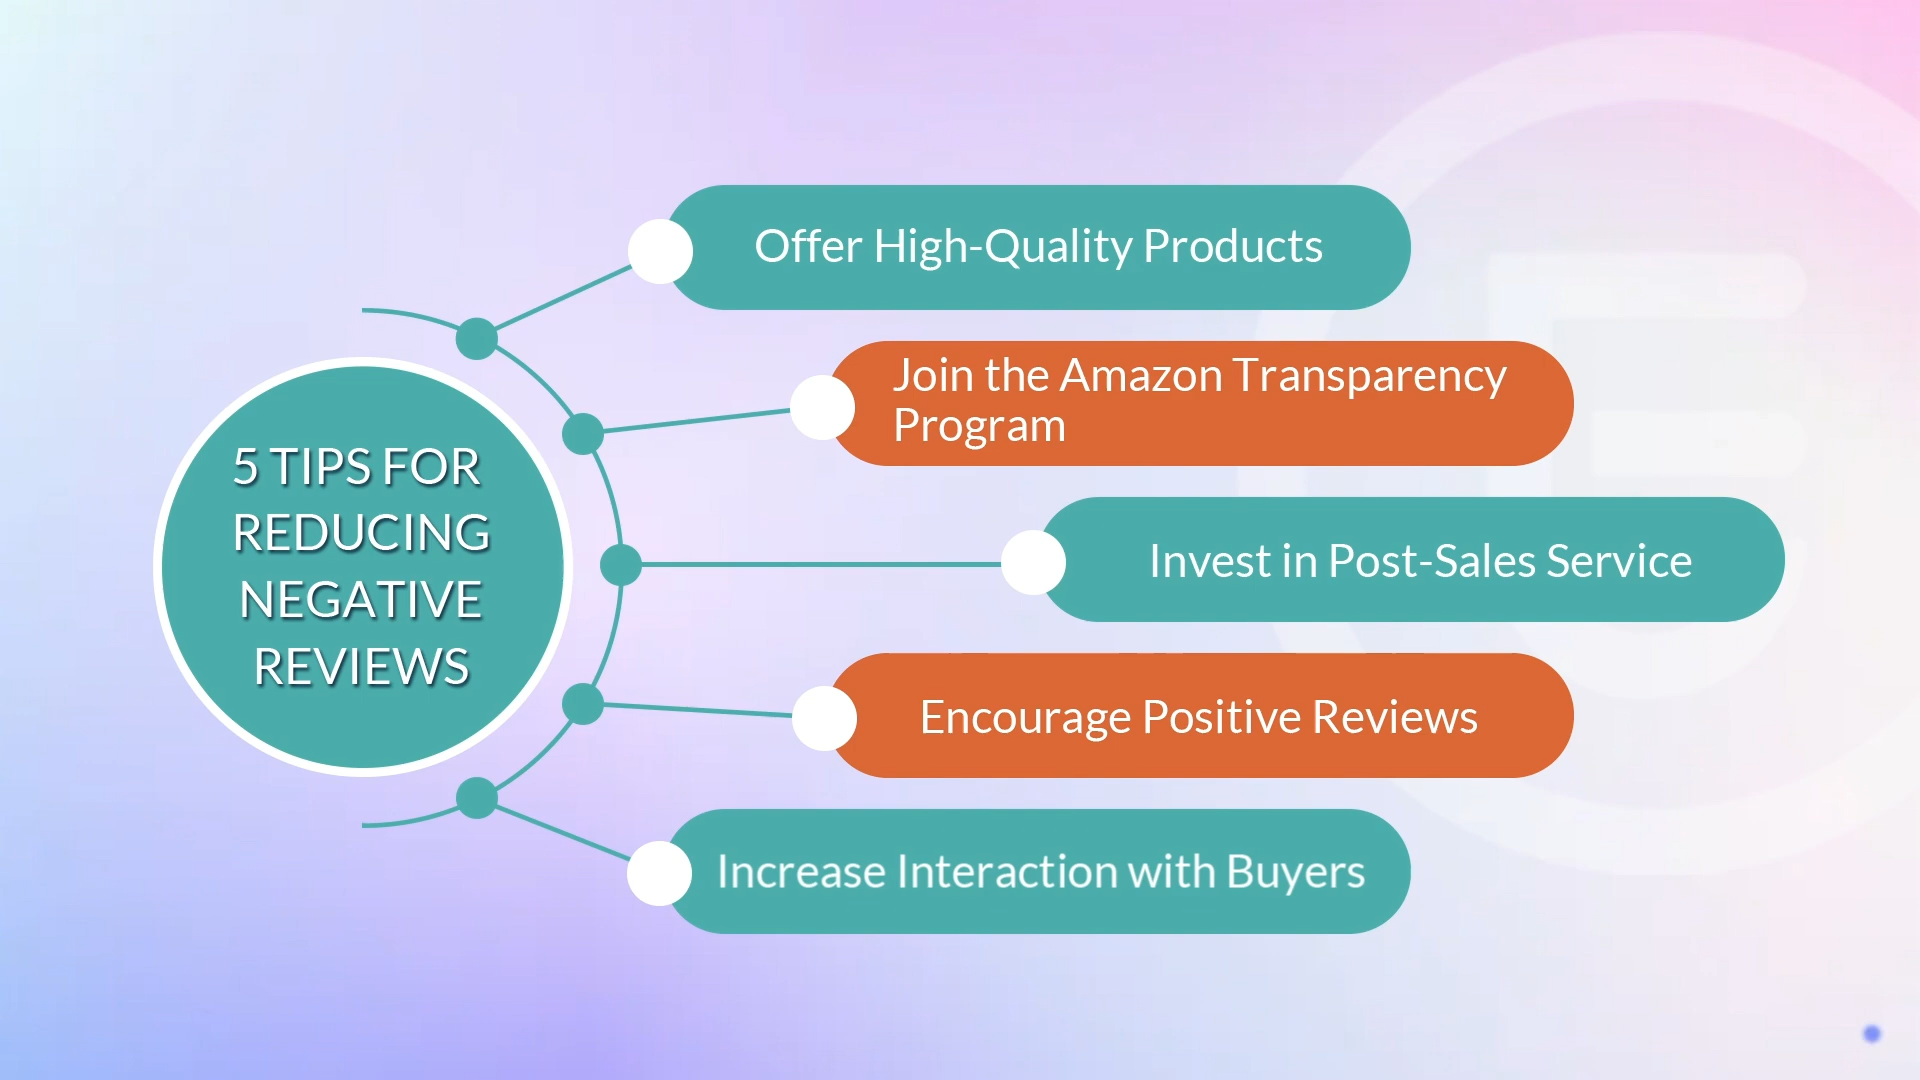 5 TIPS FOR
REDUCING
NEGATIVE
REVIEWS
Offer High-Quality Products
Join the Amazon Transparency
Program
Invest in Post-Sales Service
Encourage Positive Reviews
Increase Interaction with Buyers